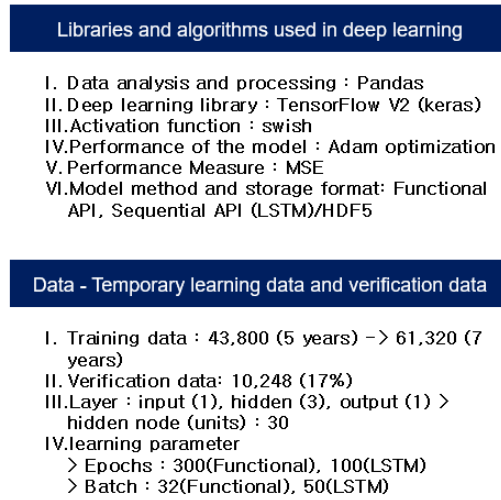 Libraries and algorithms used in deep learning
I. Data analysis and processing : Pandas
II. Deep learning library : TensorFlow V2 (keras)
III.Activation function : swish
IV.Performance of the model : Adam optimization
V. Performance Measure : MSE
VI.Model method and storage format: Functional
API, Sequential API (LSTM)/HDF5
Data - Temporary learning data and verification data
I. Training data : 43,800 (5 years) -> 61,320 (7
years)
II. Verification data: 10,248 (17%)
III.Layer : input (1), hidden (3), output (1) >
hidden node (units) : 30
IV.learning parameter
> Epochs : 300(Functional), 100(LSTM)
> Batch : 32(Functional), 50(LSTM)